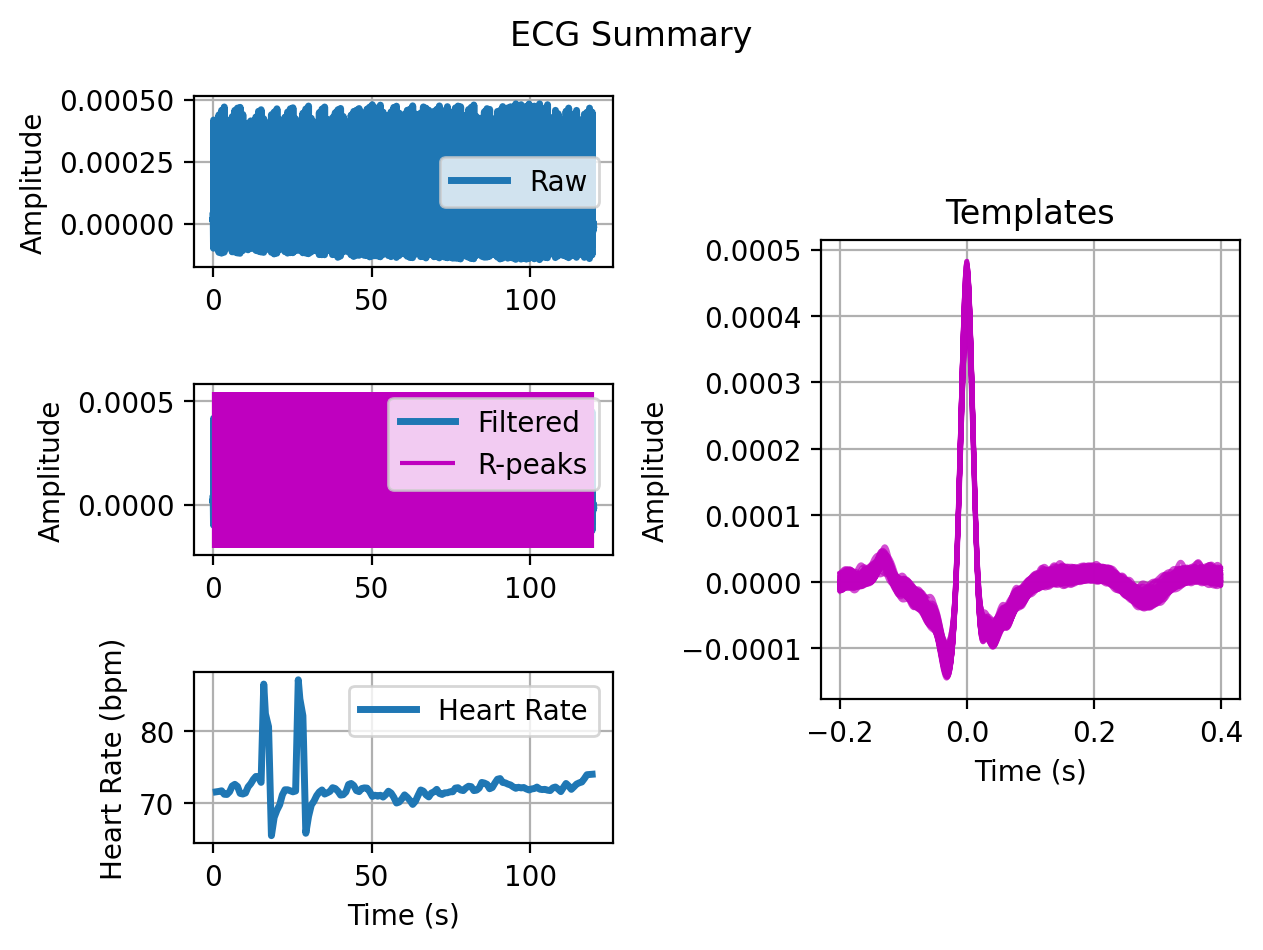 ECG Summary
Amplitude
0.00050
0.00025
0.00000
Raw
0 50 100
Amplitude
0.0005
0.0000
Filtered
R-peaks
0 50 100
Heart Rate (bpm)
80
70
Heart Rate
0 50 100
Time (s)
Templates
Amplitude
0.0005
0.0004
0.0003
0.0002
0.0001
0.0000
−0.0001
−0.2 0.0 0.2 0.4
Time (s)